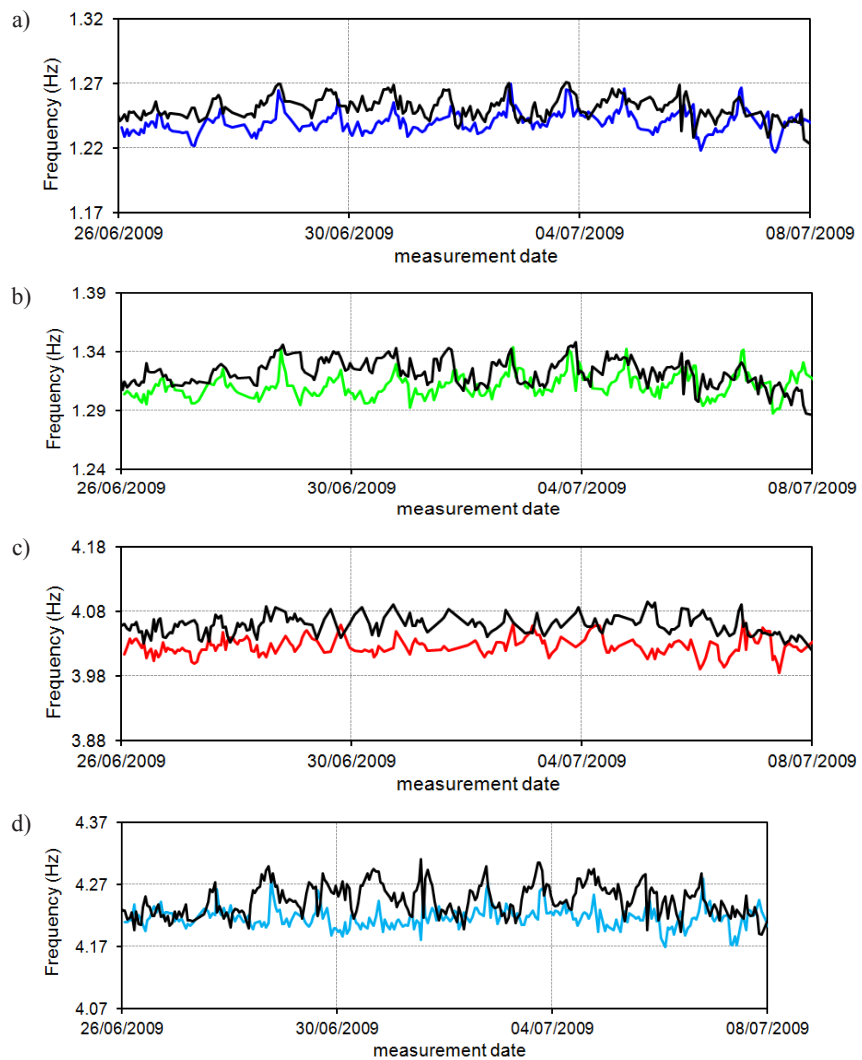 a)
1.32
1.27
1.22
1.17
Frequency (Hz)
26/06/2009 30/06/2009 04/07/2009 08/07/2009
measurement date
b)
1.39
1.34
1.29
1.24
Frequency (Hz)
26/06/2009 30/06/2009 04/07/2009 08/07/2009
measurement date
c)
4.18
4.08
3.98
3.88
Frequency (Hz)
26/06/2009 30/06/2009 04/07/2009 08/07/2009
measurement date
d)
4.37
4.27
4.17
4.07
Frequency (Hz)
26/06/2009 30/06/2009 04/07/2009 08/07/2009
measurement date